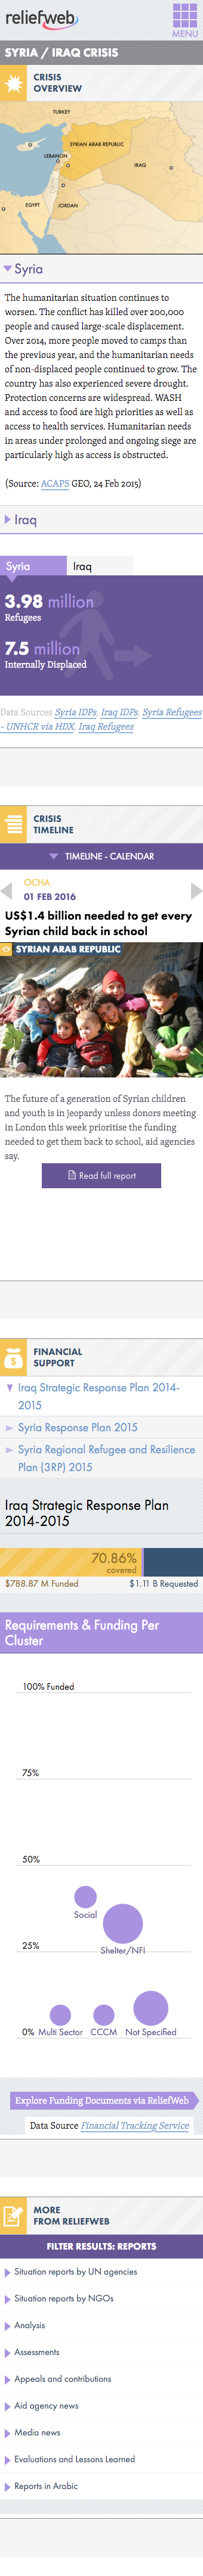 reliefweb
MENU
SYRIA / IRAQ CRISIS
CRISIS
OVERVIEW
TURKEY
SYRIAN ARAB REPUBLIC
LEBANON
IRAQ
EGYPT
JORDAN
Syria
The humanitarian situation continues to
worsen. The conflict has killed over 200,000
people and caused large-scale displacement.
Over 2014, more people moved to camps than
the previous year, and the humanitarian needs
of non-displaced people continued to grow. The
country has also experienced severe drought.
Protection concerns are widespread. WASH
and access to food are high priorities as well as
access to health services. Humanitarian needs
in areas under prolonged and ongoing siege are
particularly high as access is obstructed.
(Source: ACAPS GEO, 24 Feb 2015)
Iraq
Syria
Iraq
3.98 million
Refugees
7.5 million
Internally Displaced
Data Sources Syria IDPs, Iraq IDPs, Syria Refugees
- UNHCR via HDX, Iraq Refugees
CRISIS
TIMELINE
TIMELINE - CALENDAR
OCHA
01 FEB 2016
US$1.4 billion needed to get every
Syrian child back in school
SYRIAN ARAB REPUBLIC
The future of a generation of Syrian children
and youth is in jeopardy unless donors meeting
in London this week prioritise the funding
needed to get them back to school, aid agencies
say.
Read full report
FINANCIAL
SUPPORT
Iraq Strategic Response Plan 2014-
2015
Syria Response Plan 2015
Syria Regional Refugee and Resilience
Plan (3RP) 2015
Iraq Strategic Response Plan
2014-2015
70.86%
covered
$788.87 M Funded
$1.11 B Requested
Requirements & Funding Per
Cluster
100% Funded
75%
50%
Social
25%
Shelter/NFI
0% Multi Sector CCCM Not Specified
Explore Funding Documents via ReliefWeb
Data Source Financial Tracking Service
MORE
FROM RELIEFWEB
FILTER RESULTS: REPORTS
Situation reports by UN agencies
Situation reports by NGOs
Analysis
Assessments
Appeals and contributions
Aid agency news
Media news
Evaluations and Lessons Learned
Reports in Arabic